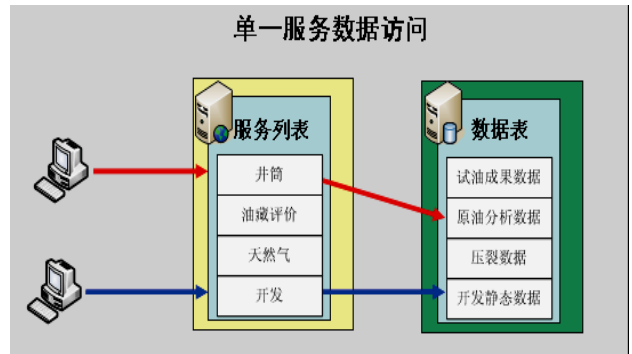 单一服务数据访问
服务列表
井筒
油藏评价
天然气
开发
数据表
试油成果数据
原油分析数据
压裂数据
开发静态数据